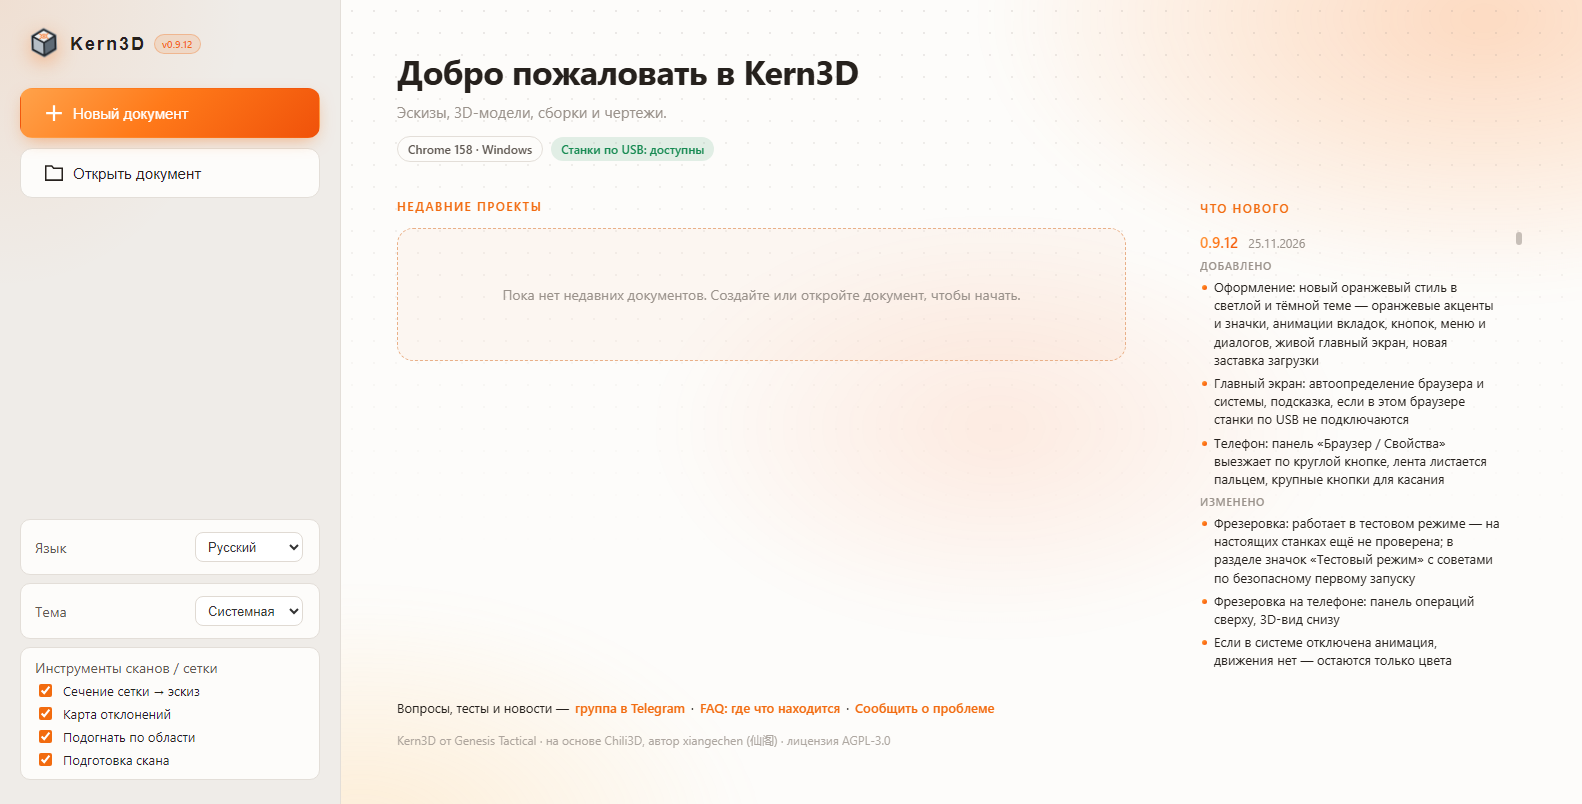 Kern3D v0.9.12
Новый документ
Открыть документ
Язык Русский
Тема Системная
Инструменты сканов / сетки
Сечение сетки → эскиз
Карта отклонений
Подогнать по области
Подготовка скана
Добро пожаловать в Kern3D
Эскизы, 3D-модели, сборки и чертежи.
Chrome 158 · Windows Станки по USB: доступны
НЕДАВНИЕ ПРОЕКТЫ
Пока нет недавних документов. Создайте или откройте документ, чтобы начать.
ЧТО НОВОГО
0.9.12 25.11.2026
ДОБАВЛЕНО
Оформление: новый оранжевый стиль в
светлой и тёмной теме — оранжевые акценты
и значки, анимации вкладок, кнопок, меню и
диалогов, живой главный экран, новая
заставка загрузки
Главный экран: автоопределение браузера и
системы, подсказка, если в этом браузере
станки по USB не подключаются
Телефон: панель «Браузер / Свойства»
выезжает по круглой кнопке, лента листается
пальцем, крупные кнопки для касания
ИЗМЕНЕНО
Фрезеровка: работает в тестовом режиме — на
настоящих станках ещё не проверена; в
разделе значок «Тестовый режим» с советами
по безопасному первому запуску
Фрезеровка на телефоне: панель операций
сверху, 3D-вид снизу
Если в системе отключена анимация,
движения нет — остаются только цвета
Вопросы, тесты и новости — группа в Telegram · FAQ: где что находится · Сообщить о проблеме
Kern3D от Genesis Tactical · на основе Chili3D, автор xiangechen (仙阁) · лицензия AGPL-3.0